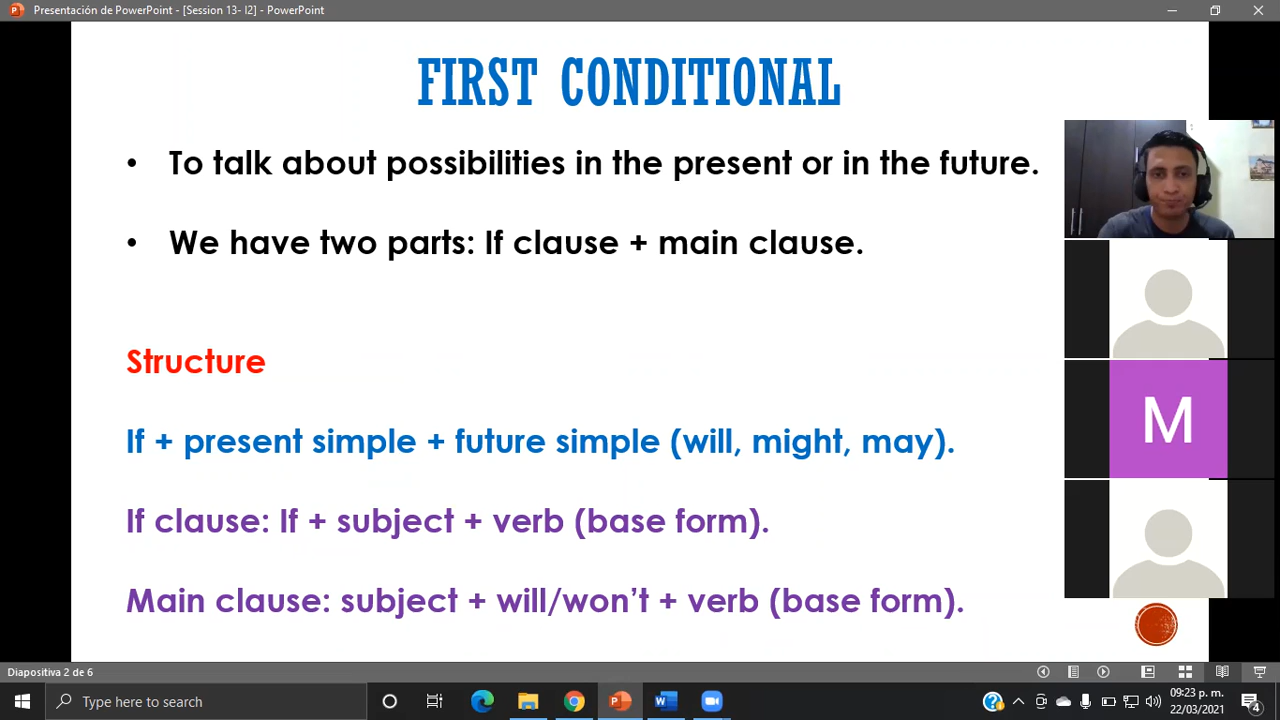 Presentación de PowerPoint - [Session 13- I2] - PowerPoint
FIRST CONDITIONAL
• To talk about possibilities in the present or in the future.
• We have two parts: If clause + main clause.
Structure
If + present simple + future simple (will, might, may).
If clause: If + subject + verb (base form).
Main clause: subject + will/won’t + verb (base form).
M
Diapositiva 2 de 6
Type here to search
09:23 p. m.
22/03/2021
4